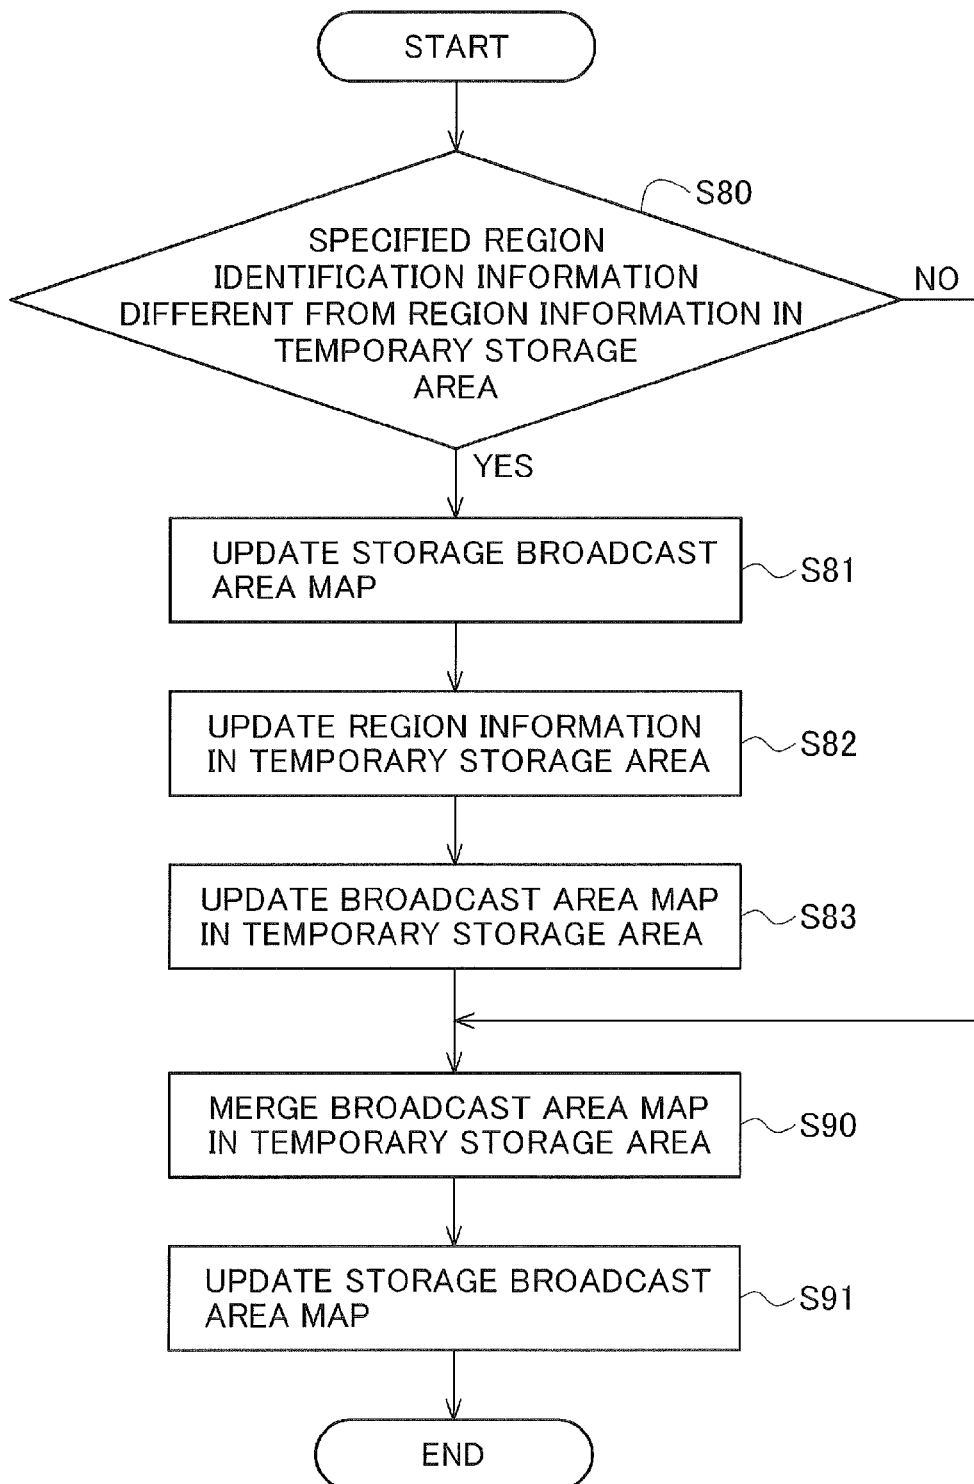 START
S80
SPECIFIED REGION
IDENTIFICATION INFORMATION
DIFFERENT FROM REGION INFORMATION IN
TEMPORARY STORAGE
AREA
NO
YES
UPDATE STORAGE BROADCAST
AREA MAP
S81
UPDATE REGION INFORMATION
IN TEMPORARY STORAGE AREA
S82
UPDATE BROADCAST AREA MAP
IN TEMPORARY STORAGE AREA
S83
MERGE BROADCAST AREA MAP
IN TEMPORARY STORAGE AREA
S90
UPDATE STORAGE BROADCAST
AREA MAP
S91
END